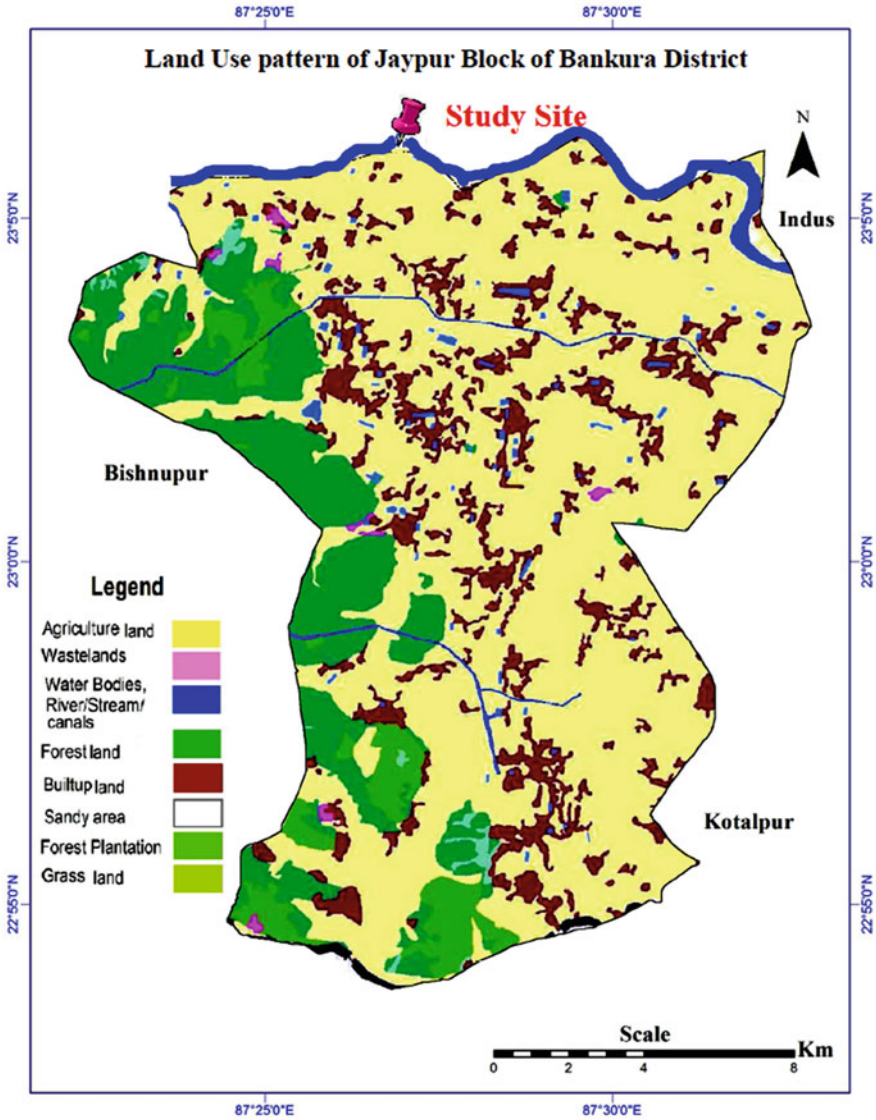 87°25'0"E 87°30'0"E
Land Use pattern of Jaypur Block of Bankura District
Study Site
N
23°5'0"N 23°5'0"N
Indus
Bishnupur
23°0'0"N 23°0'0"N
Legend
Agriculture land
Wastelands
Water Bodies,
River/Stream/
canals
Forest land
Builtup land
Sandy area
Forest Plantation
Grass land
Kotalpur
22°55'0"N 22°55'0"N
Scale
Km
0 2 4 8
87°25'0"E 87°30'0"E